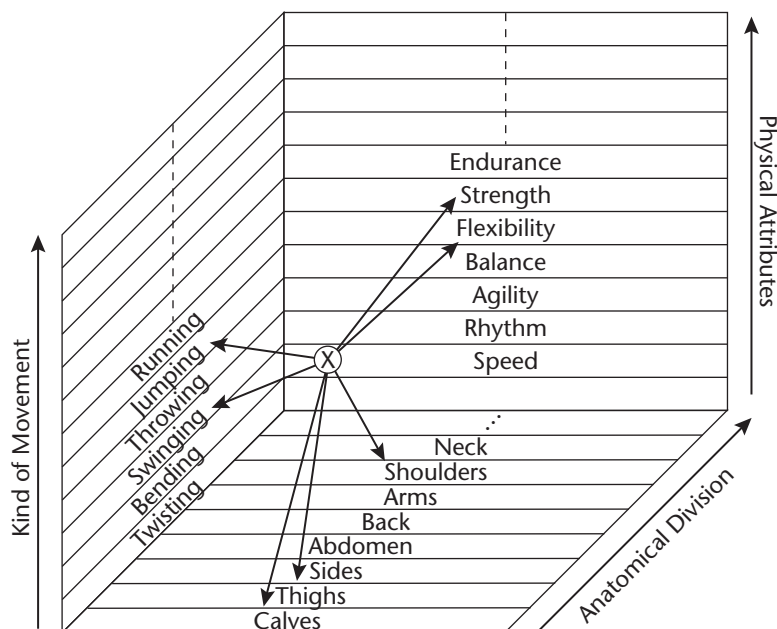 Endurance
Strength
Flexibility
Balance
Agility
Rhythm
Speed
Physical Attributes
Kind of Movement
Running
Jumping
Throwing
Swinging
Bending
Twisting
X
...
Neck
Shoulders
Arms
Back
Abdomen
Sides
Thighs
Calves
Anatomical Division